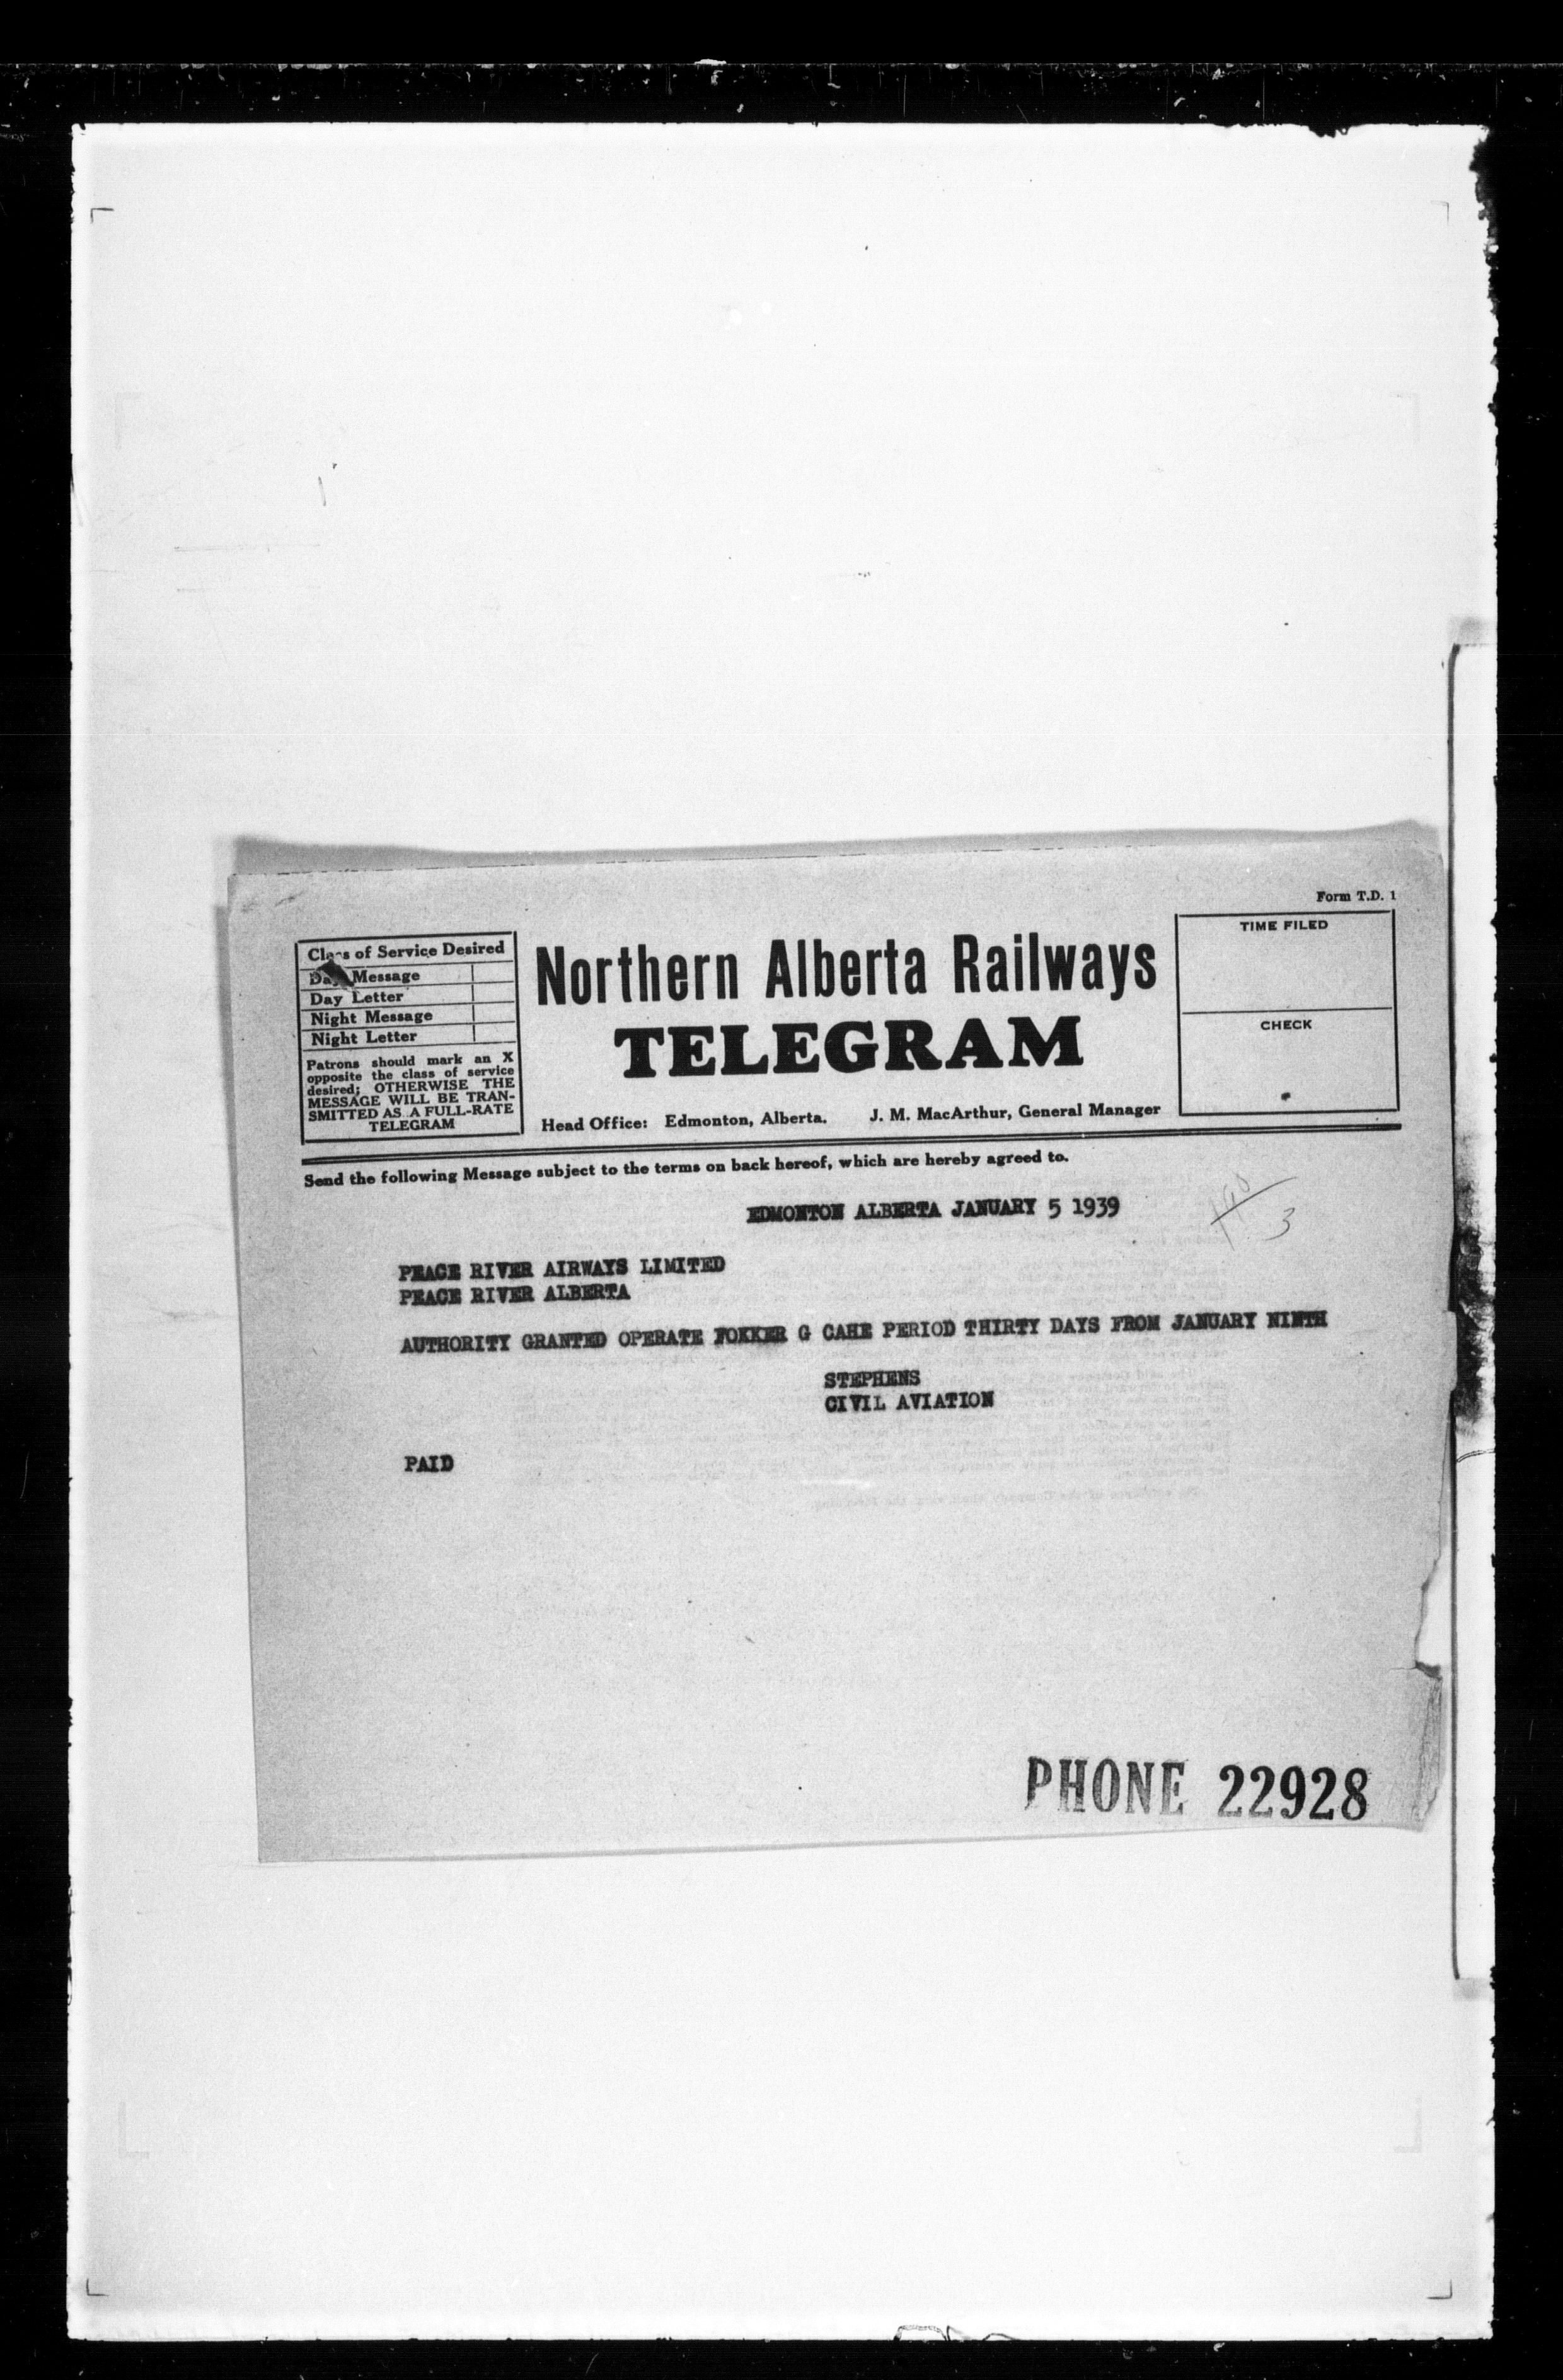 Form T.D. 1
Class of Service Desired
Day Message
Day Letter
Night Message
Night Letter
Patrons should mark an X
opposite the class of service
desired; OTHERWISE THE
MESSAGE WILL BE TRAN-
SMITTED AS A FULL-RATE
TELEGRAM
Northern Alberta Railways
TELEGRAM
Head Office: Edmonton, Alberta. J. M. MacArthur, General Manager
TIME FILED
CHECK
Send the following Message subject to the terms on back hereof, which are hereby agreed to.
EDMONTON ALBERTA JANUARY 5 1939
3
PEACE RIVER AIRWAYS LIMITED
PEACE RIVER ALBERTA
AUTHORITY GRANTED OPERATE FOKKER G CAHE PERIOD THIRTY DAYS FROM JANUARY NINTH
STEPHENS
CIVIL AVIATION
PAID
PHONE 22928